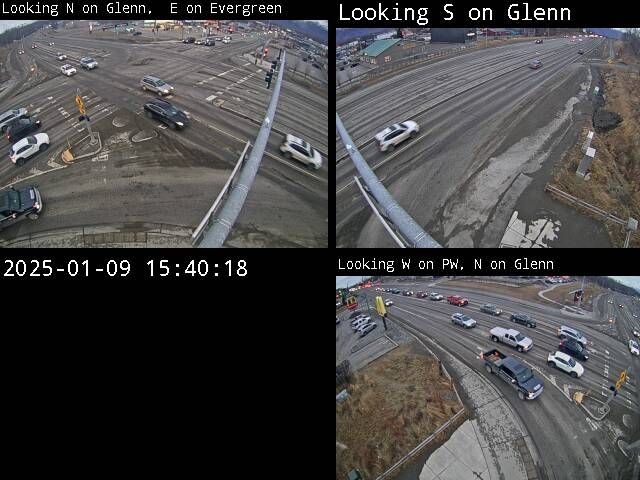 Looking N on Glenn,  E on Evergreen
Looking S on Glenn
2025-01-09 15:40:18
Looking W on PW, N on Glenn